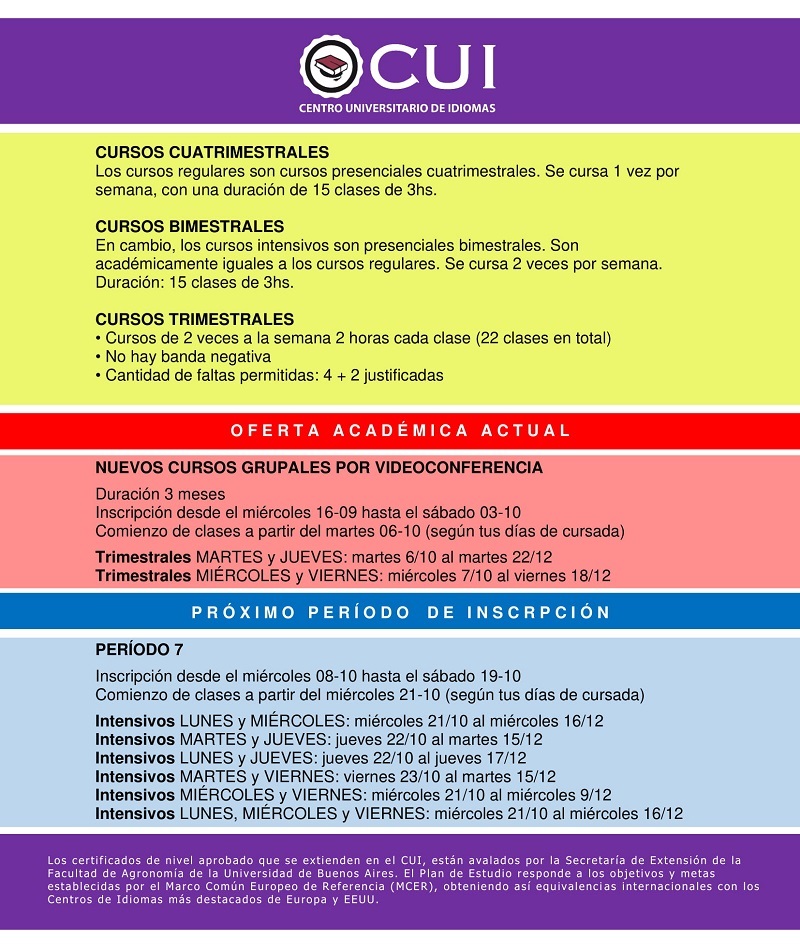 CUI
CENTRO UNIVERSITARIO DE IDIOMAS
CURSOS CUATRIMESTRALES
Los cursos regulares son cursos presenciales cuatrimestrales. Se cursa 1 vez por
semana, con una duración de 15 clases de 3hs.
CURSOS BIMESTRALES
En cambio, los cursos intensivos son presenciales bimestrales. Son
académicamente iguales a los cursos regulares. Se cursa 2 veces por semana.
Duración: 15 clases de 3hs.
CURSOS TRIMESTRALES
• Cursos de 2 veces a la semana 2 horas cada clase (22 clases en total)
• No hay banda negativa
• Cantidad de faltas permitidas: 4 + 2 justificadas
OFERTA ACADÉMICA ACTUAL
NUEVOS CURSOS GRUPALES POR VIDEOCONFERENCIA
Duración 3 meses
Inscripción desde el miércoles 16-09 hasta el sábado 03-10
Comienzo de clases a partir del martes 06-10 (según tus días de cursada)
Trimestrales MARTES y JUEVES: martes 6/10 al martes 22/12
Trimestrales MIÉRCOLES y VIERNES: miércoles 7/10 al viernes 18/12
PRÓXIMO PERÍODO DE INSCRPCIÓN
PERÍODO 7
Inscripción desde el miércoles 08-10 hasta el sábado 19-10
Comienzo de clases a partir del miércoles 21-10 (según tus días de cursada)
Intensivos LUNES y MIÉRCOLES: miércoles 21/10 al miércoles 16/12
Intensivos MARTES y JUEVES: jueves 22/10 al martes 15/12
Intensivos LUNES y JUEVES: jueves 22/10 al jueves 17/12
Intensivos MARTES y VIERNES: viernes 23/10 al martes 15/12
Intensivos MIÉRCOLES y VIERNES: miércoles 21/10 al miércoles 9/12
Intensivos LUNES, MIÉRCOLES y VIERNES: miércoles 21/10 al miércoles 16/12
Los certificados de nivel aprobado que se extienden en el CUI, están avalados por la Secretaría de Extensión de la
Facultad de Agronomía de la Universidad de Buenos Aires. El Plan de Estudio responde a los objetivos y metas
establecidas por el Marco Común Europeo de Referencia (MCER), obteniendo así equivalencias internacionales con los
Centros de Idiomas más destacados de Europa y EEUU.